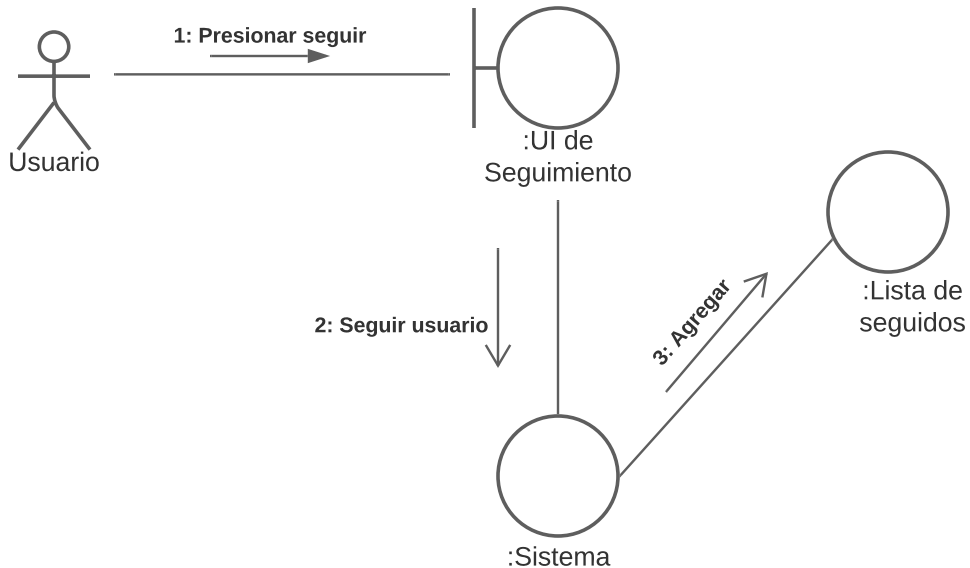 1: Presionar seguir
Usuario
:UI de
Seguimiento
2: Seguir usuario
3: Agregar
:Lista de
seguidos
:Sistema